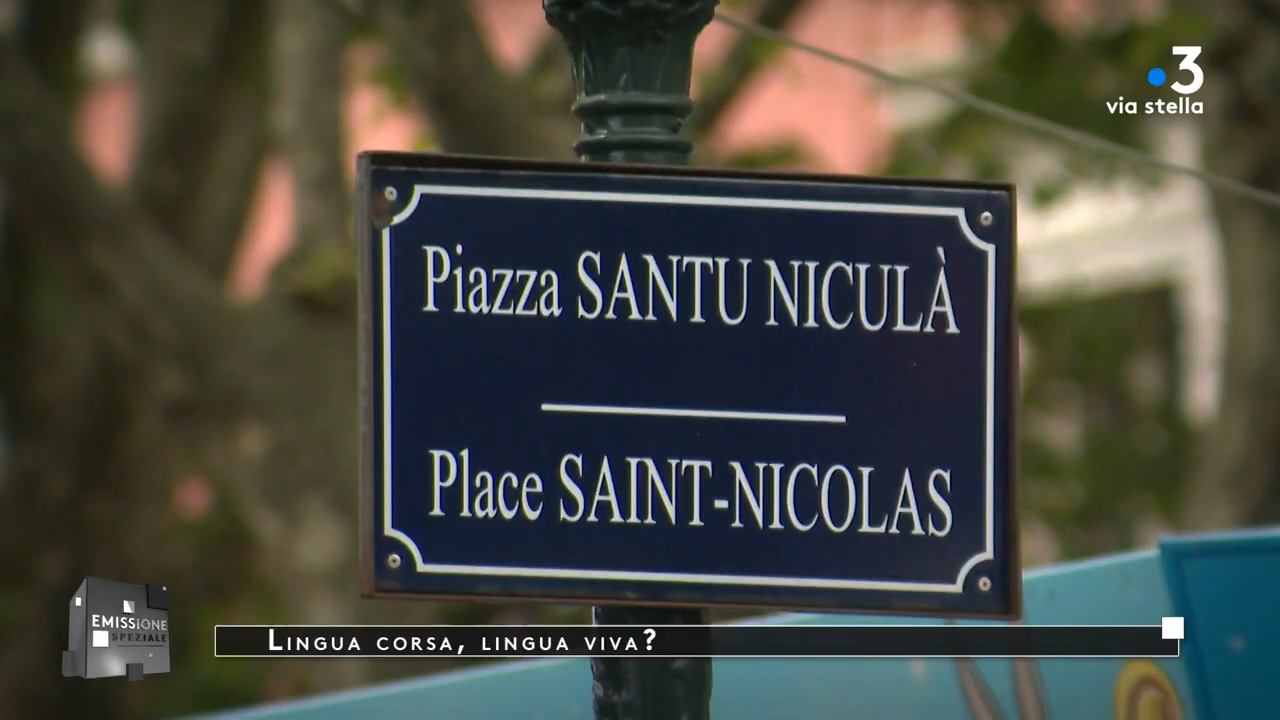 3
via stella
Piazza SANTU NICULÀ
Place SAINT-NICOLAS
EMISSIONE
SPEZIALE
LINGUA CORSA, LINGUA VIVA?